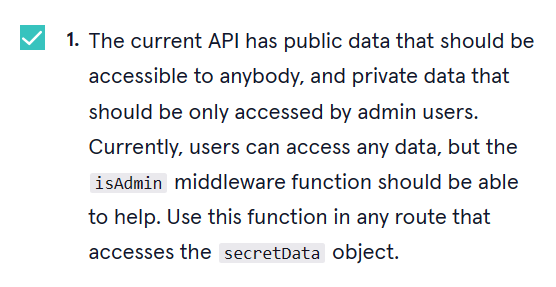 1. The current API has public data that should be
accessible to anybody, and private data that
should be only accessed by admin users.
Currently, users can access any data, but the
isAdmin middleware function should be able
to help. Use this function in any route that
accesses the secretData object.